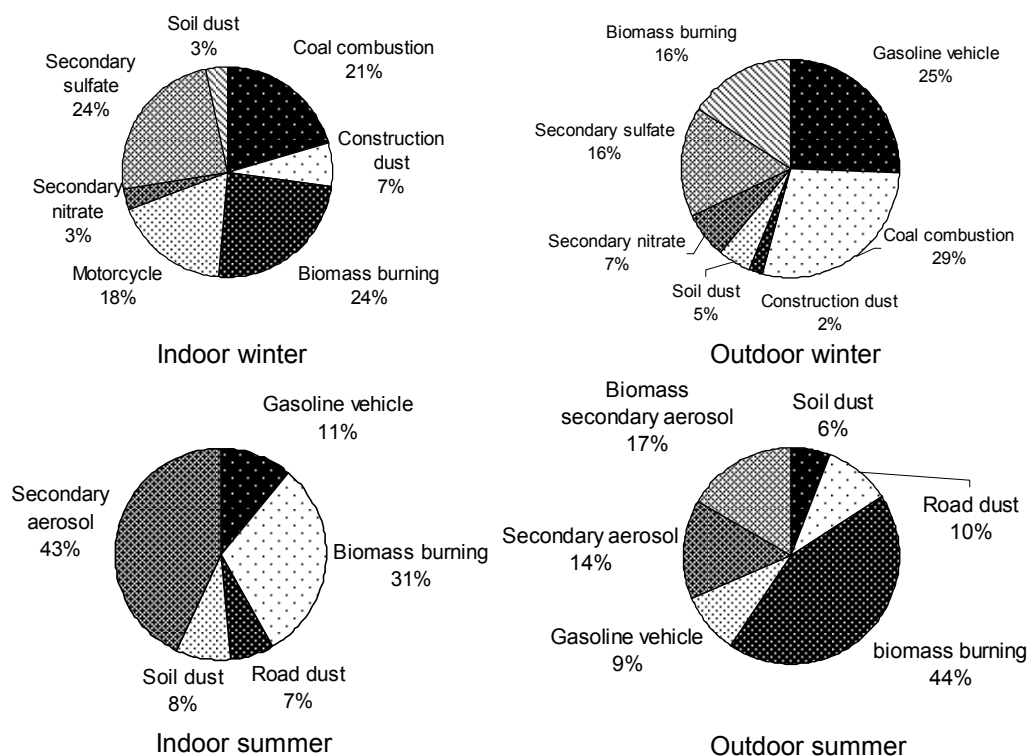 Soil dust
3%
Coal combustion
21%
Secondary
sulfate
24%
Construction
dust
7%
Secondary
nitrate
3%
Motorcycle
18%
Biomass burning
24%
Indoor winter
Biomass burning
16%
Gasoline vehicle
25%
Secondary sulfate
16%
Secondary nitrate
7%
Coal combustion
29%
Soil dust
5%
Construction dust
2%
Outdoor winter
Gasoline vehicle
11%
Secondary
aerosol
43%
Biomass burning
31%
Soil dust
8%
Road dust
7%
Indoor summer
Biomass
secondary aerosol
17%
Soil dust
6%
Road dust
10%
Secondary aerosol
14%
Gasoline vehicle
9%
biomass burning
44%
Outdoor summer